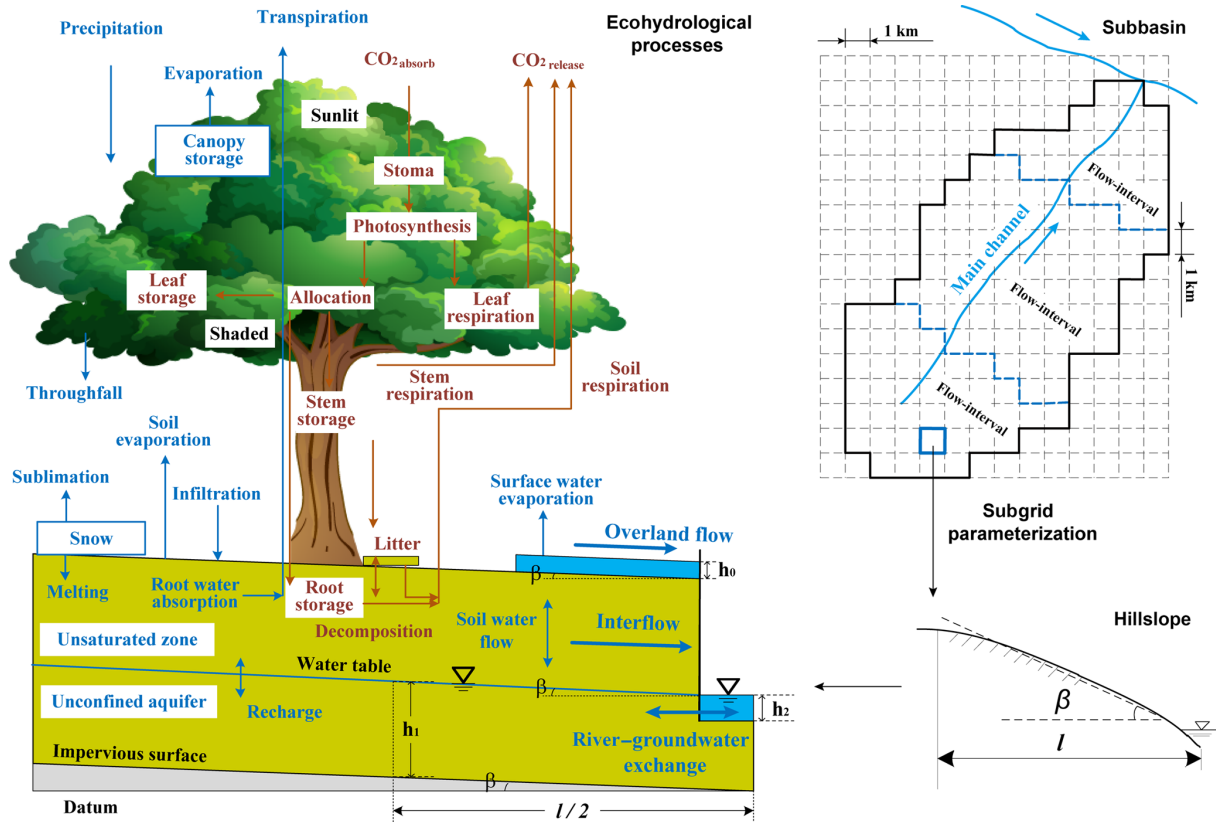 Precipitation
Transpiration
Ecohydrological
processes
Evaporation
CO2 absorb
CO2 release
Canopy
storage
Sunlit
Stoma
Photosynthesis
Leaf
storage
Allocation
Leaf
respiration
Shaded
Throughfall
Stem
respiration
Soil
respiration
Stem
storage
Soil
evaporation
Sublimation
Infiltration
Snow
Melting
Root water
absorption
Litter
Root
storage
Decomposition
Surface water
evaporation
Overland flow
β
h0
Soil water
flow
Interflow
Unsaturated zone
Water table
Unconfined aquifer
Recharge
β
h1
h2
River−groundwater
exchange
Impervious surface
β
Datum
l / 2
1 km
Subbasin
Flow-interval
Main channel
1 km
Flow-interval
Flow-interval
Subgrid
parameterization
Hillslope
β
l